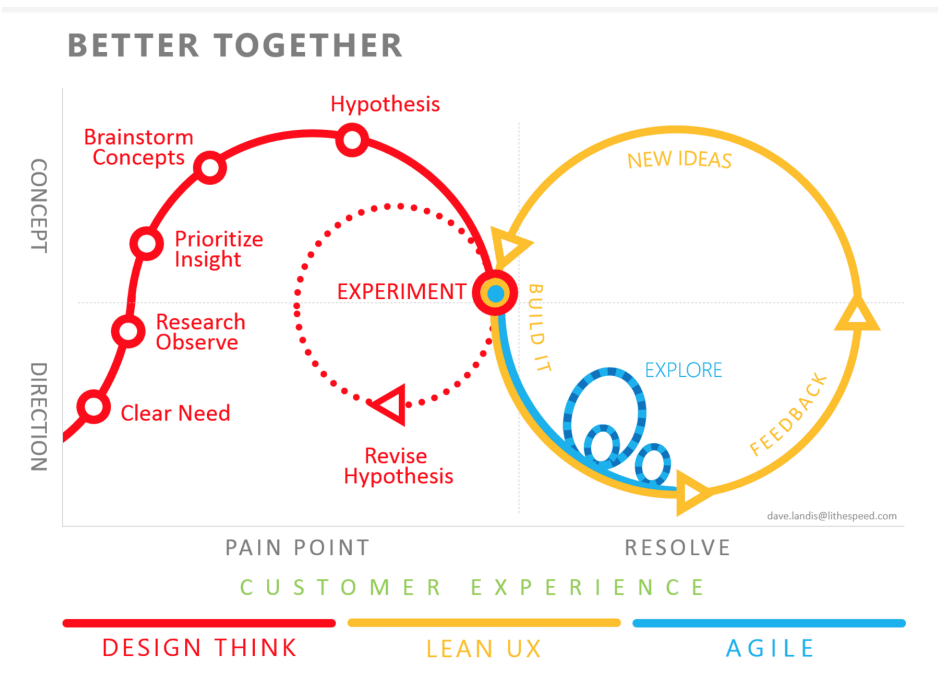 BETTER TOGETHER
Hypothesis
Brainstorm
Concepts
NEW IDEAS
CONCEPT
Prioritize
Insight
EXPERIMENT
BUILD IT
Research
Observe
EXPLORE
DIRECTION
Clear Need
FEEDBACK
Revise
Hypothesis
dave.landis@lithespeed.com
PAIN POINT
RESOLVE
CUSTOMER EXPERIENCE
DESIGN THINK
LEAN UX
AGILE